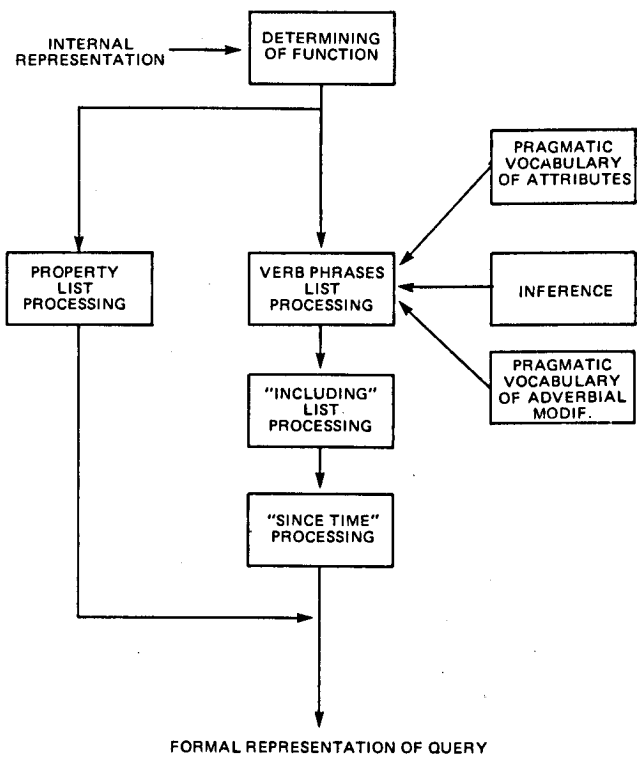 INTERNAL
REPRESENTATION
DETERMINING
OF FUNCTION
PRAGMATIC
VOCABULARY
OF ATTRIBUTES
PROPERTY
LIST
PROCESSING
VERB PHRASES
LIST
PROCESSING
INFERENCE
PRAGMATIC
VOCABULARY
OF ADVERBIAL
MODIF.
"INCLUDING"
LIST
PROCESSING
"SINCE TIME"
PROCESSING
FORMAL REPRESENTATION OF QUERY